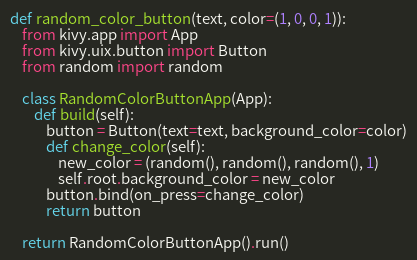 def random_color_button(text, color=(1, 0, 0, 1)):
    from kivy.app import App
    from kivy.uix.button import Button
    from random import random

    class RandomColorButtonApp(App):
        def build(self):
            button = Button(text=text, background_color=color)
            def change_color(self):
                new_color = (random(), random(), random(), 1)
                self.root.background_color = new_color
            button.bind(on_press=change_color)
            return button

    return RandomColorButtonApp().run()